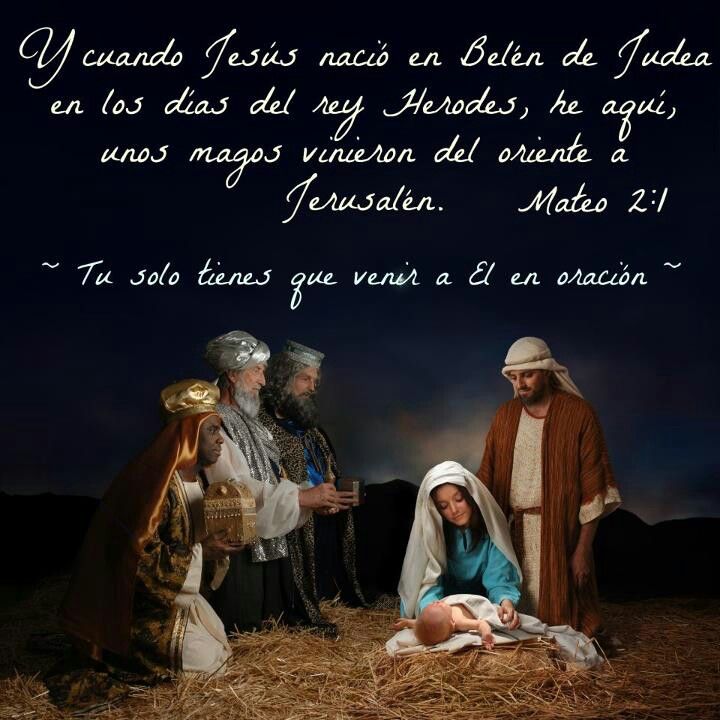 Y cuando Jesús nació en Belén de Judea
en los días del rey Herodes, he aquí,
unos magos vinieron del oriente a
Jerusalén. Mateo 2:1
~ Tu solo tienes que venir a El en oración ~